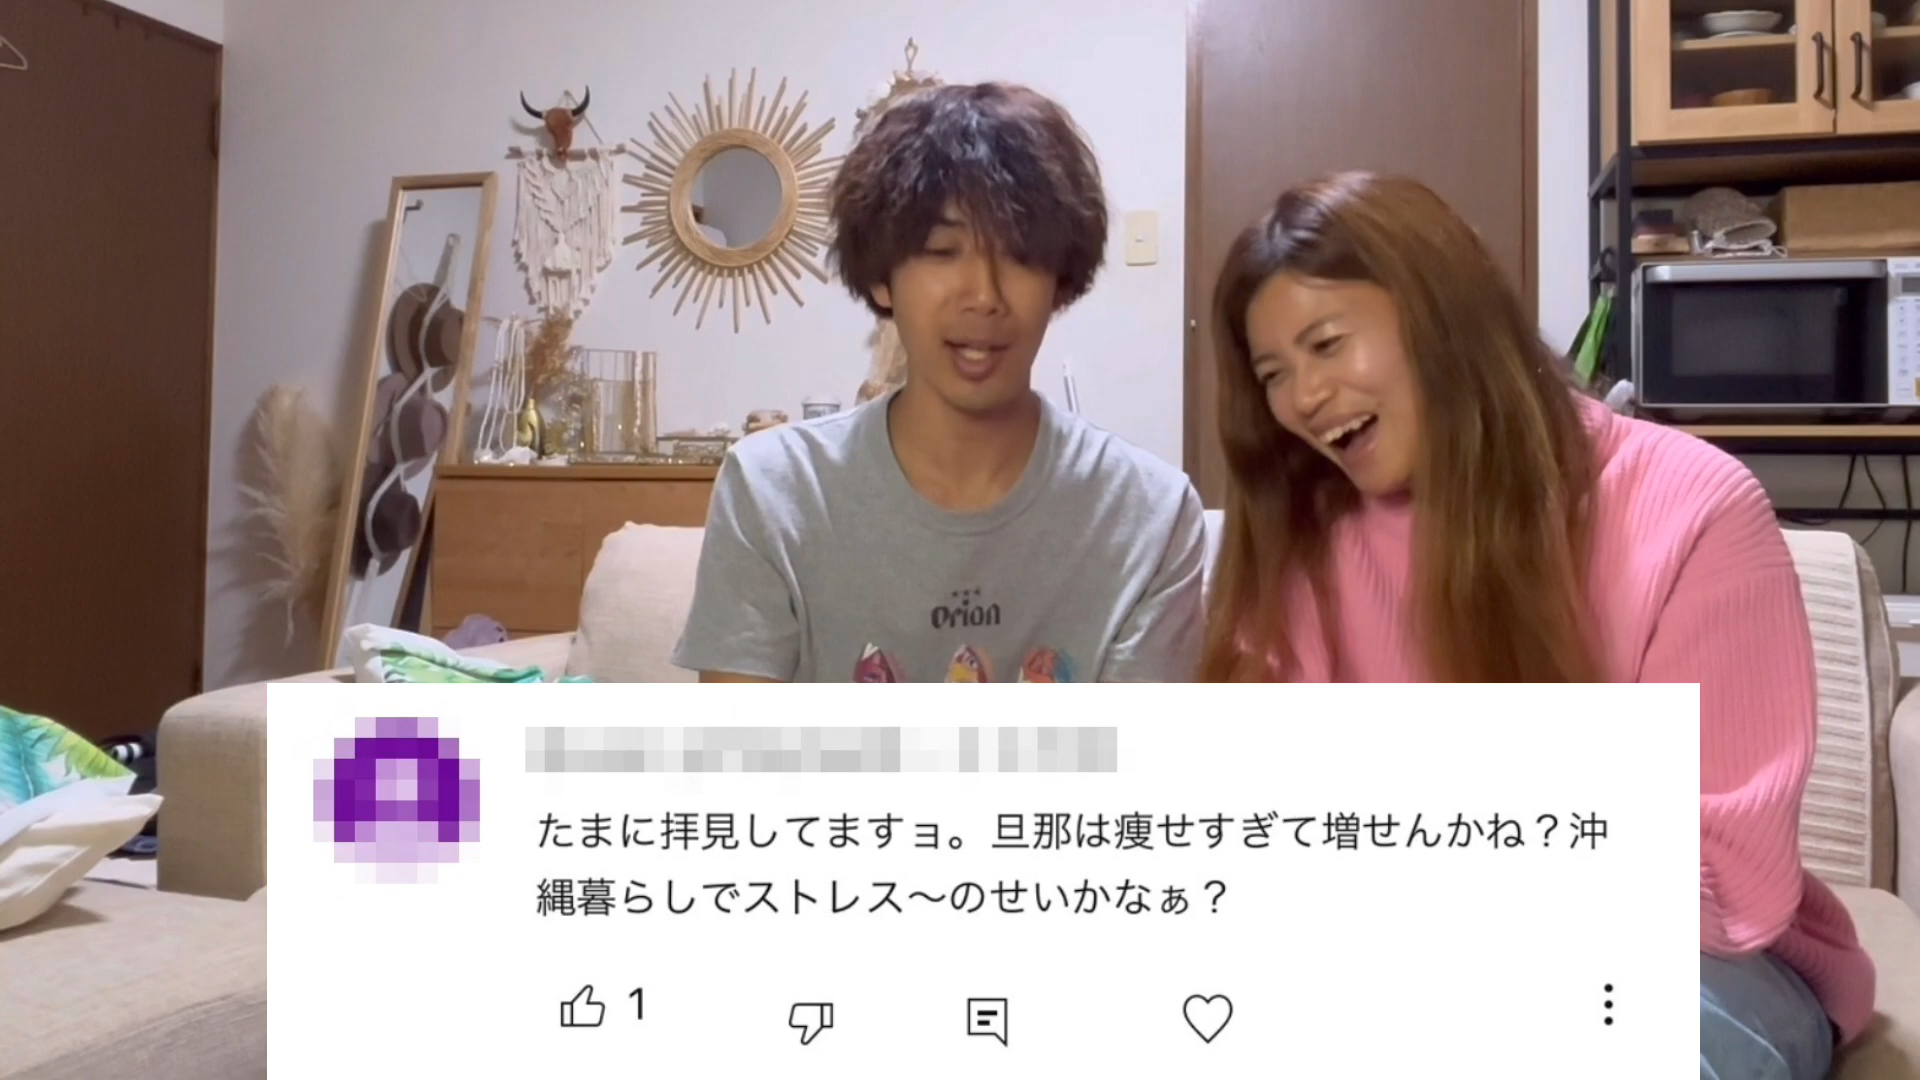 Orion
たまに拝見してますョ。旦那は痩せすぎて増せんかね？沖
縄暮らしでストレス〜のせいかなぁ？
1